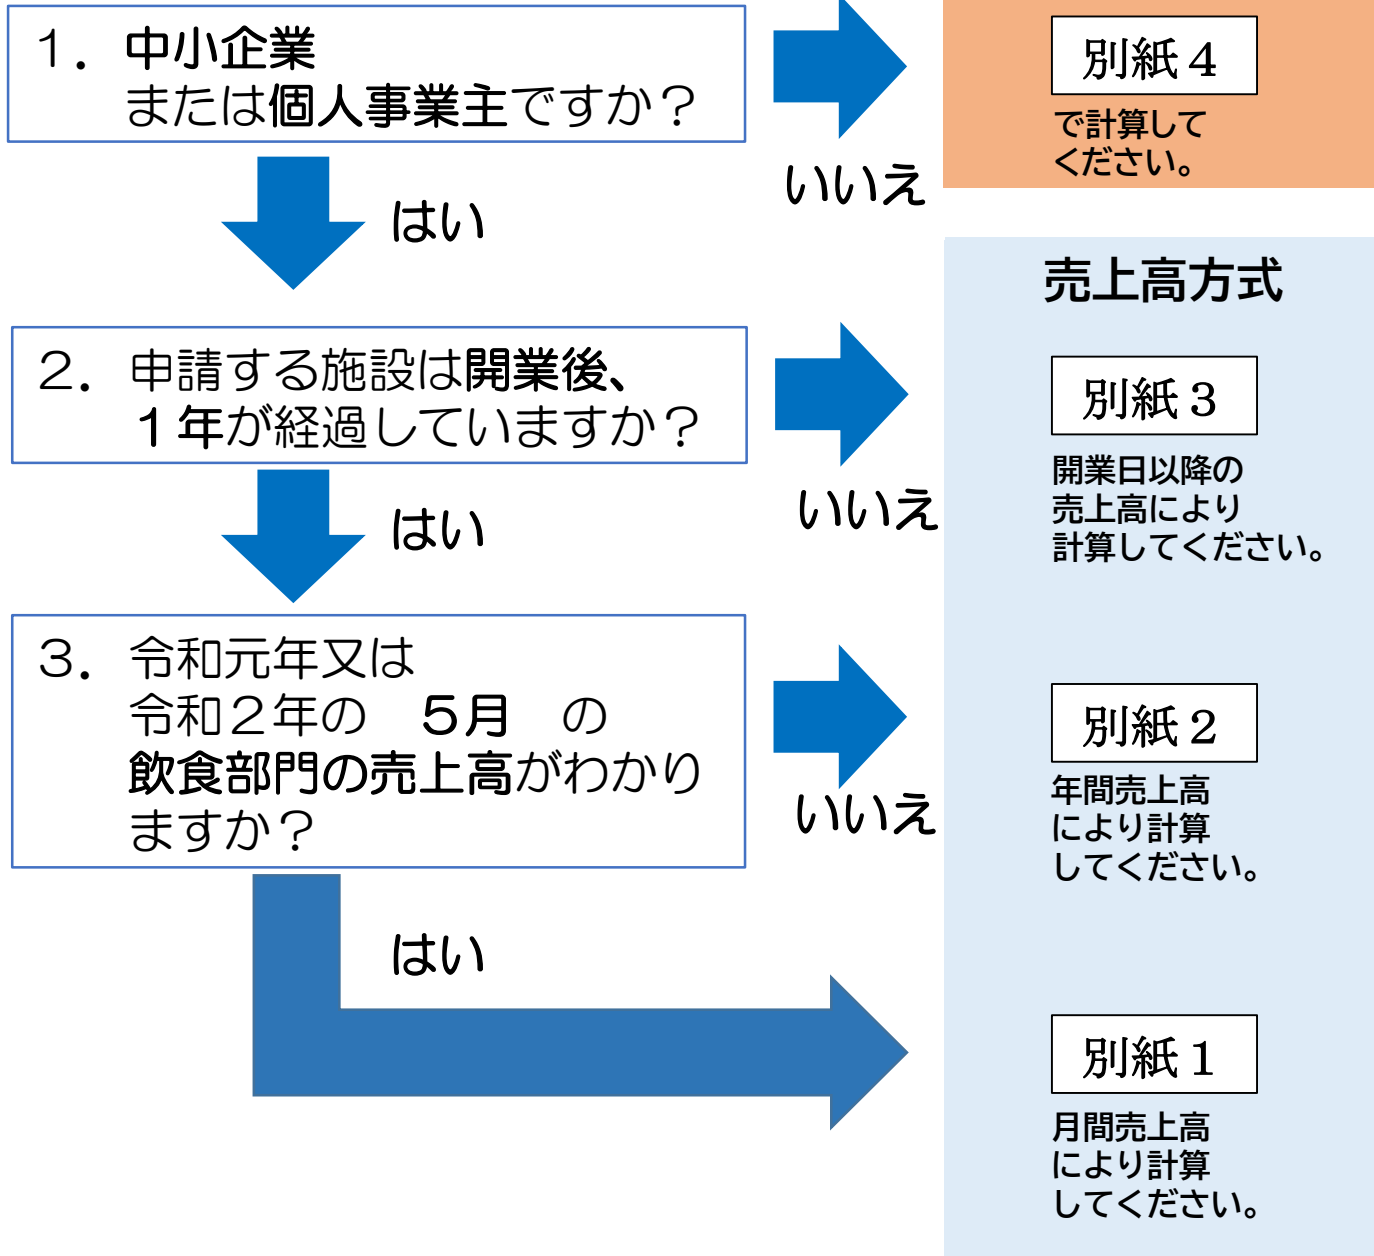 １．中小企業
または個人事業主ですか？
いいえ
別紙４
で計算して
ください。
はい
売上高方式
２．申請する施設は開業後、
１年が経過していますか？
いいえ
別紙３
開業日以降の
売上高により
計算してください。
はい
３．令和元年又は
令和２年の　５月　の
飲食部門の売上高がわかり
ますか？
いいえ
別紙２
年間売上高
により計算
してください。
はい
別紙１
月間売上高
により計算
してください。